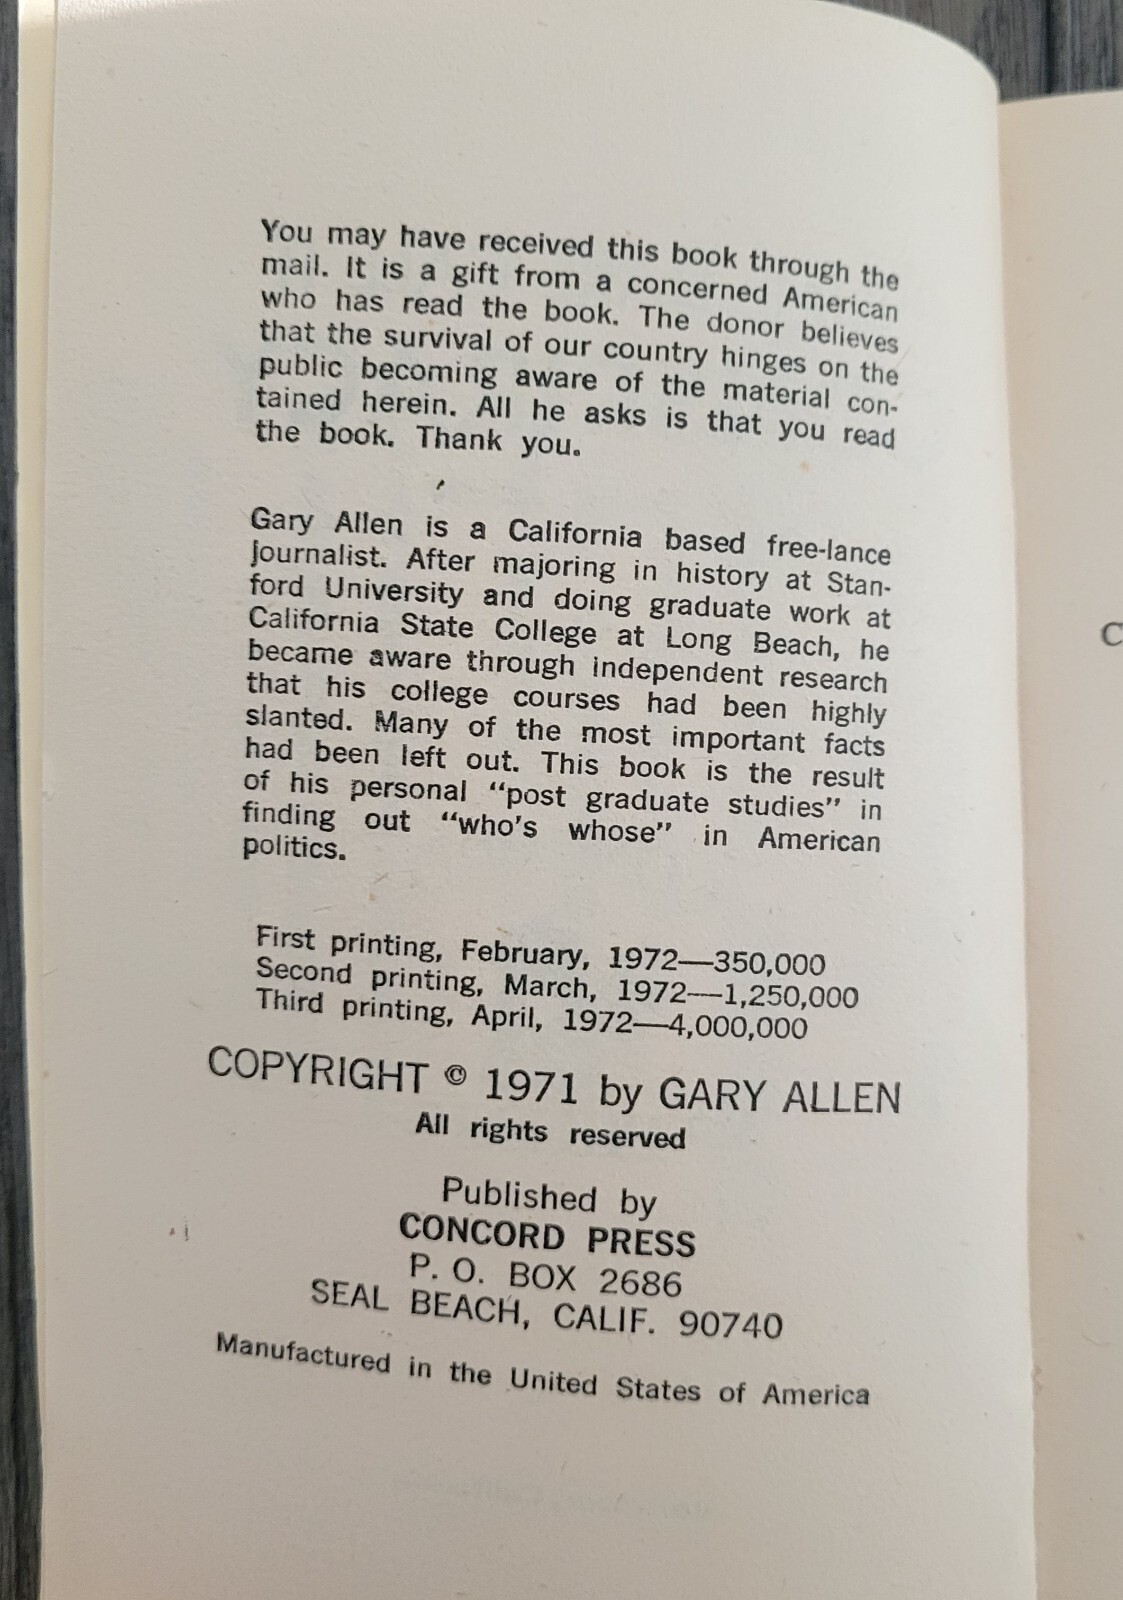 You may have received this book through the
mail. It is a gift from a concerned American
who has read the book. The donor believes
that the survival of our country hinges on the
public becoming aware of the material con-
tained herein. All he asks is that you read
the book. Thank you.
Gary Allen is a California based free-lance
journalist. After majoring in history at Stan-
ford University and doing graduate work at
California State College at Long Beach, he
became aware through independent research
that his college courses had been highly
slanted. Many of the most important facts
had been left out. This book is the result
of his personal “post graduate studies” in
finding out “who's whose” in American
politics.
First printing, February, 1972—350,000
Second printing, March, 1972—1,250,000
Third printing, April, 1972—4,000,000
COPYRIGHT © 1971 by GARY ALLEN
All rights reserved
Published by
CONCORD PRESS
P. O. BOX 2686
SEAL BEACH, CALIF. 90740
Manufactured in the United States of America
C